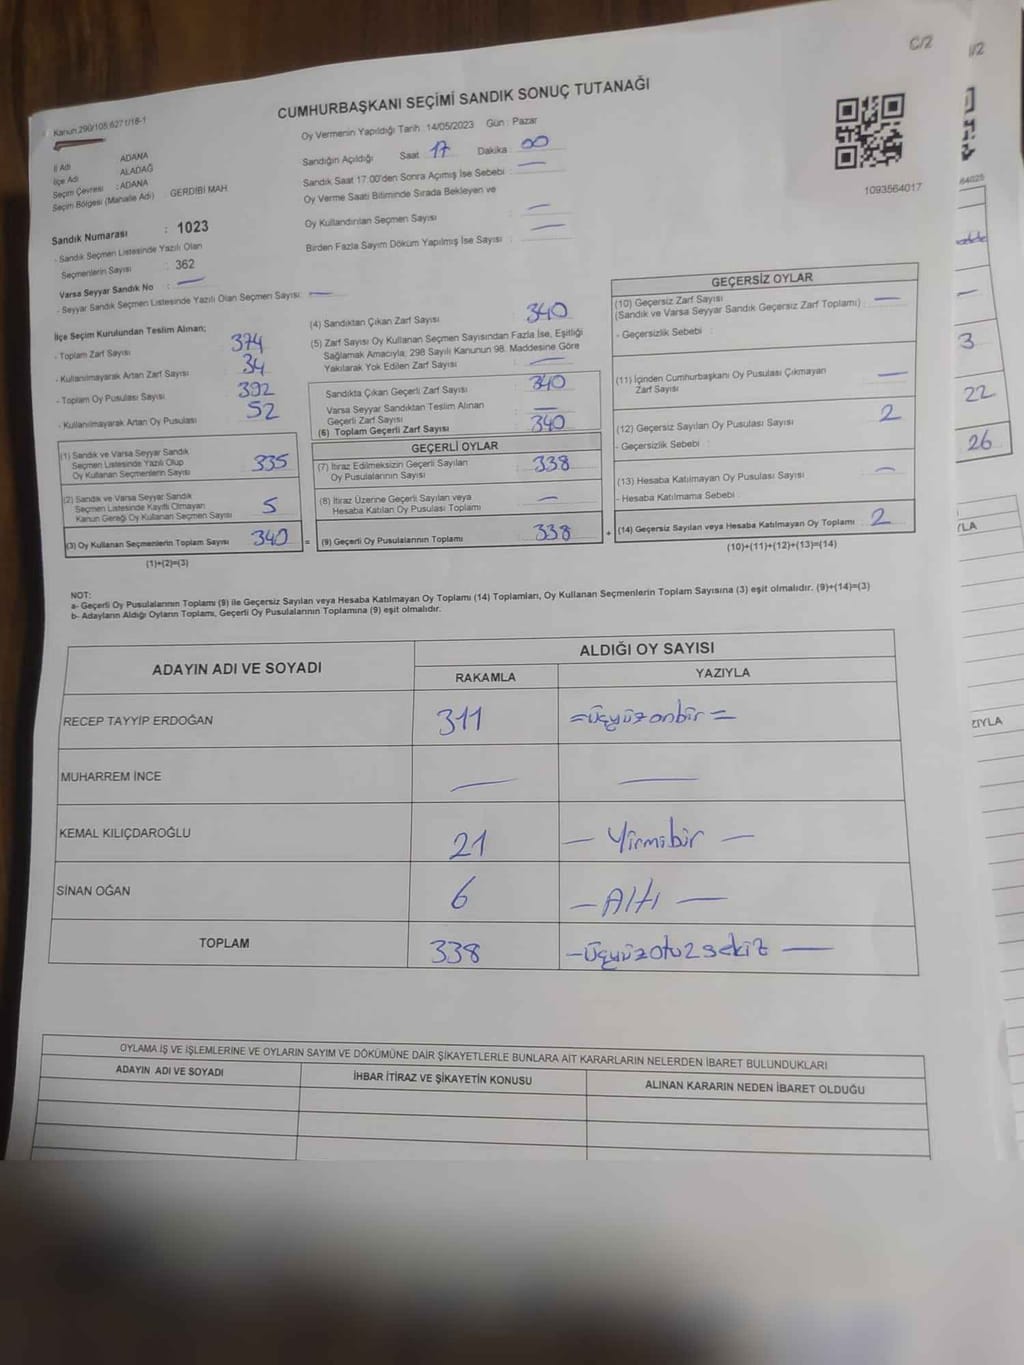 C/2
1/2
Kanun 290/105,6271/18-1
CUMHURBAŞKANI SEÇİMİ SANDIK SONUÇ TUTANAĞI
Oy Vermenin Yapıldığı Tarih : 14/05/2023 Gün : Pazar
Sandığın Açıldığı Saat 17 Dakika 00
Sandık Saat 17:00'den Sonra Açımış İse Sebebi : —
Oy Verme Saati Bitiminde Sırada Bekleyen ve
Oy Kullandırılan Seçmen Sayısı : —
Birden Fazla Sayım Döküm Yapılmış İse Sayısı : —
1093564017
İl Adı ADANA
İlçe Adı ALADAĞ
Seçim Çevresi : ADANA
Seçim Bölgesi (Mahalle Adı) GERDİBİ MAH.
Sandık Numarası : 1023
- Sandık Seçmen Listesinde Yazılı Olan
Seçmenlerin Sayısı : 362
Varsa Seyyar Sandık No : —
- Seyyar Sandık Seçmen Listesinde Yazılı Olan Seçmen Sayısı: —
İlçe Seçim Kurulundan Teslim Alınan;
- Toplam Zarf Sayısı 374
- Kullanılmayarak Artan Zarf Sayısı 34
- Toplam Oy Pusulası Sayısı 392
- Kullanılmayarak Artan Oy Pusulası 52
(1) Sandık ve Varsa Seyyar Sandık
Seçmen Listesinde Yazılı Olup
Oy Kullanan Seçmenlerin Sayısı 335
(2) Sandık ve Varsa Seyyar Sandık
Seçmen Listesinde Kayıtlı Olmayan
Kanun Gereği Oy Kullanan Seçmen Sayısı 5
(3) Oy Kullanan Seçmenlerin Toplam Sayısı 340 =
(1)+(2)=(3)
(4) Sandıktan Çıkan Zarf Sayısı : 340
(5) Zarf Sayısı Oy Kullanan Seçmen Sayısından Fazla İse, Eşitliği
Sağlamak Amacıyla, 298 Sayılı Kanunun 98. Maddesine Göre
Yakılarak Yok Edilen Zarf Sayısı : —
Sandıkta Çıkan Geçerli Zarf Sayısı : 340
Varsa Seyyar Sandıktan Teslim Alınan
Geçerli Zarf Sayısı : —
(6) Toplam Geçerli Zarf Sayısı : 340
GEÇERLİ OYLAR
(7) İtiraz Edilmeksizin Geçerli Sayılan
Oy Pusulalarının Sayısı : 338
(8) İtiraz Üzerine Geçerli Sayılan veya
Hesaba Katılan Oy Pusulası Toplamı : —
(9) Geçerli Oy Pusulalarının Toplamı : 338 +
GEÇERSİZ OYLAR
(10) Geçersiz Zarf Sayısı
(Sandık ve Varsa Seyyar Sandık Geçersiz Zarf Toplamı) : —
- Geçersizlik Sebebi :
(11) İçinden Cumhurbaşkanı Oy Pusulası Çıkmayan
Zarf Sayısı : —
(12) Geçersiz Sayılan Oy Pusulası Sayısı : 2
- Geçersizlik Sebebi :
(13) Hesaba Katılmayan Oy Pusulası Sayısı : —
- Hesaba Katılmama Sebebi :
(14) Geçersiz Sayılan veya Hesaba Katılmayan Oy Toplamı : 2
(10)+(11)+(12)+(13)=(14)
NOT:
a- Geçerli Oy Pusulalarının Toplamı (9) ile Geçersiz Sayılan veya Hesaba Katılmayan Oy Toplamı (14) Toplamları, Oy Kullanan Seçmenlerin Toplam Sayısına (3) eşit olmalıdır. (9)+(14)=(3)
b- Adayların Aldığı Oyların Toplamı, Geçerli Oy Pusulalarının Toplamına (9) eşit olmalıdır.
ADAYIN ADI VE SOYADI ALDIĞI OY SAYISI
RAKAMLA YAZIYLA
RECEP TAYYİP ERDOĞAN 311 =üçyüzonbir=
MUHARREM İNCE — —
KEMAL KILIÇDAROĞLU 21 — Yirmibir —
SİNAN OĞAN 6 — Altı —
TOPLAM 338 —üçyüzotuzsekiz —
OYLAMA İŞ VE İŞLEMLERİNE VE OYLARIN SAYIM VE DÖKÜMÜNE DAİR ŞİKAYETLERLE BUNLARA AİT KARARLARIN NELERDEN İBARET BULUNDUKLARI
ADAYIN ADI VE SOYADI İHBAR İTİRAZ VE ŞİKAYETİN KONUSU ALINAN KARARIN NEDEN İBARET OLDUĞU
64025
—
3
22
26
YLA
ZIYLA